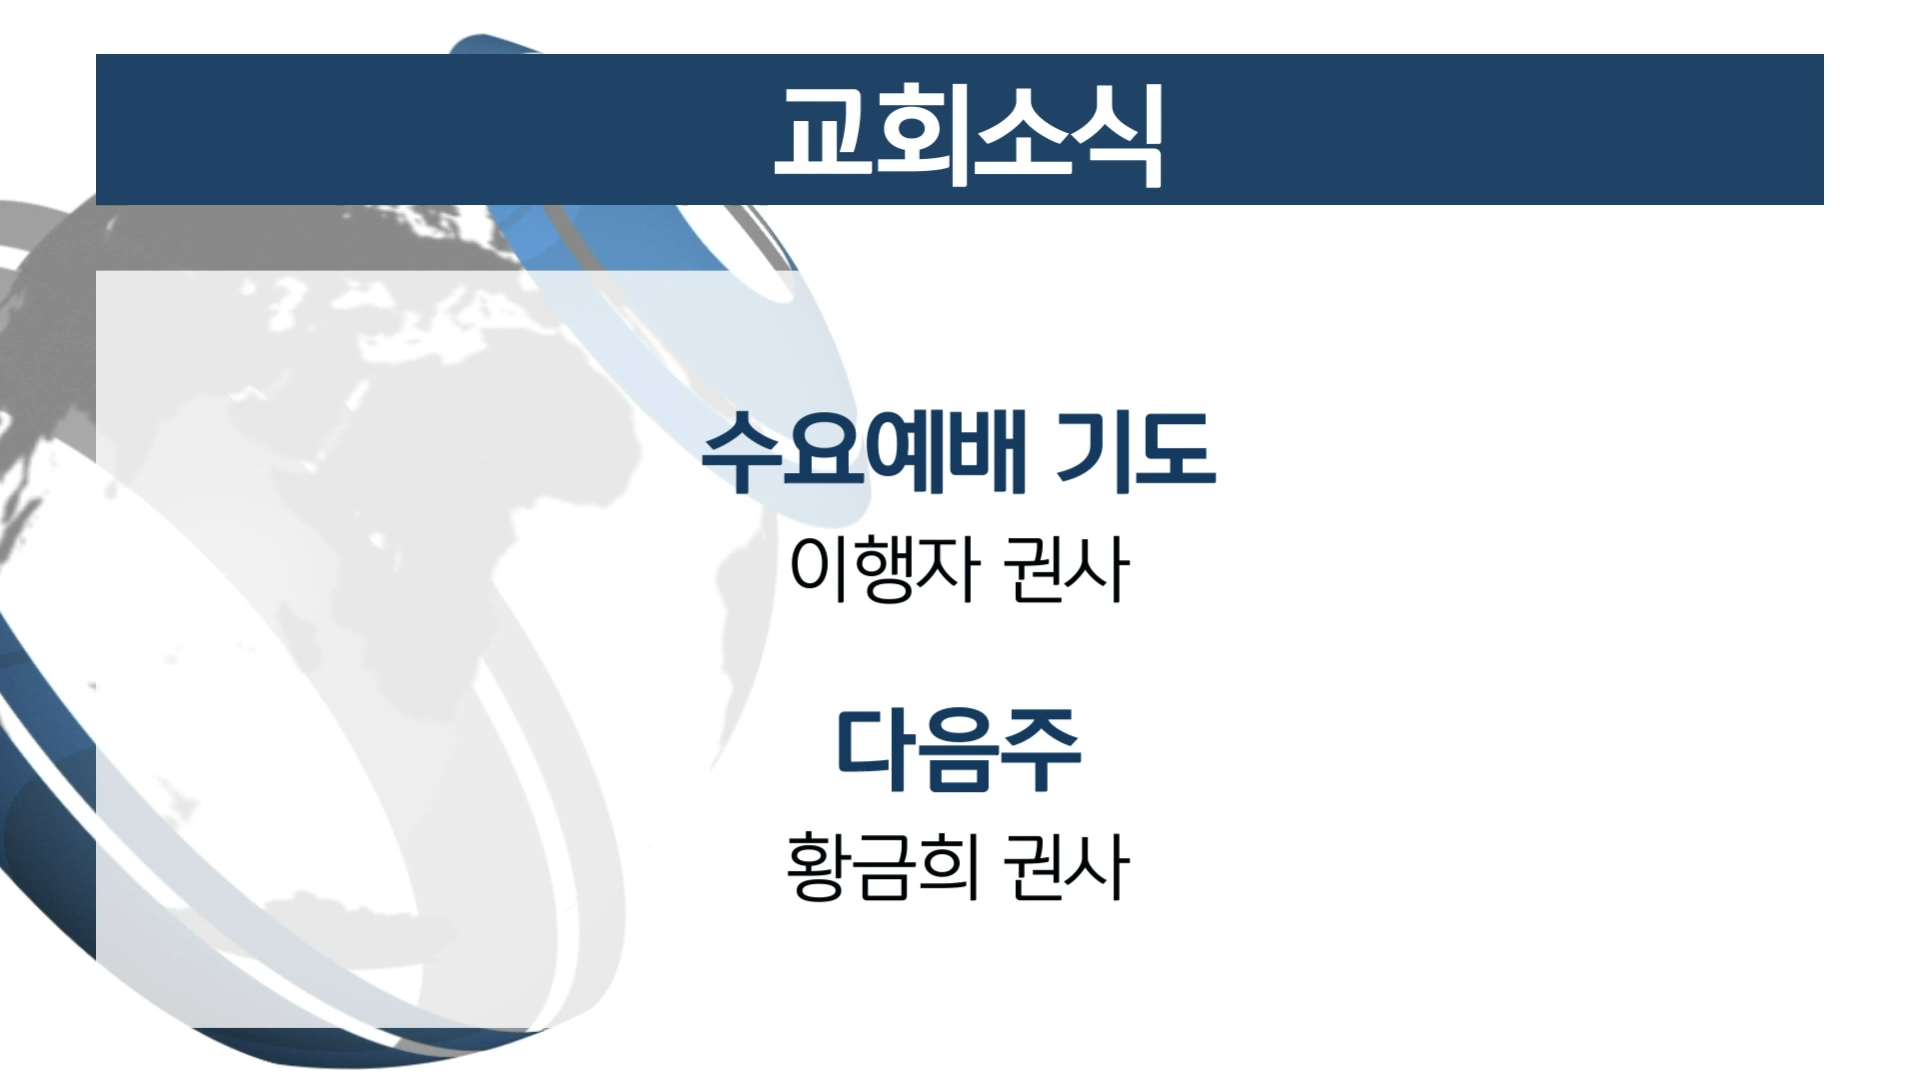 교회소식
수요예배 기도
이행자 권사
다음주
황금희 권사